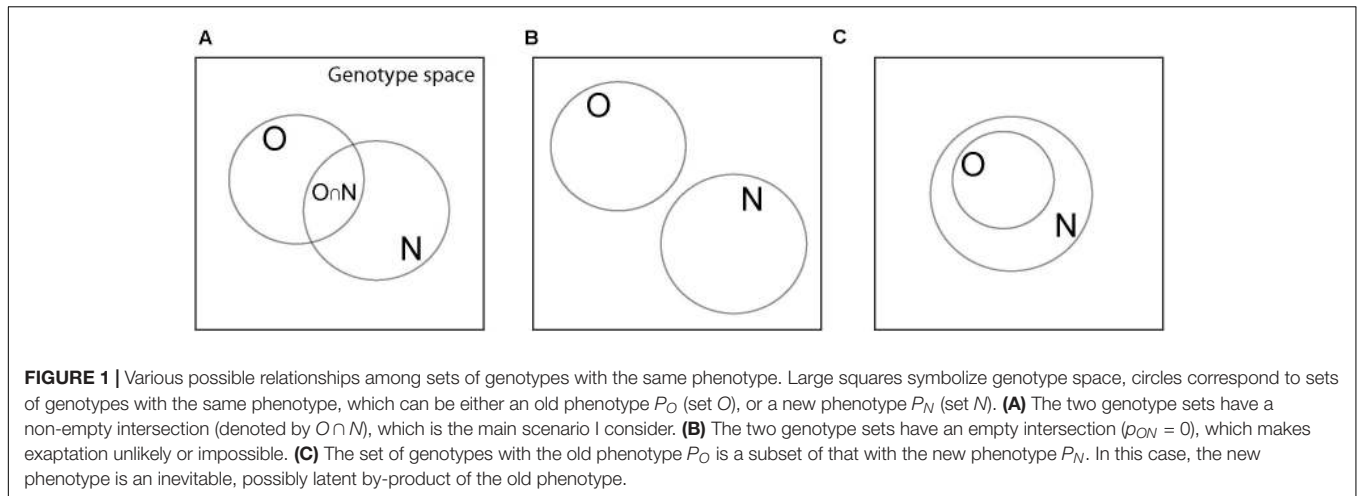 A
B
C
Genotype space
O
O∩N
N
O
N
O
N
FIGURE 1 | Various possible relationships among sets of genotypes with the same phenotype. Large squares symbolize genotype space, circles correspond to sets
of genotypes with the same phenotype, which can be either an old phenotype P_O (set O), or a new phenotype P_N (set N). (A) The two genotype sets have a
non-empty intersection (denoted by O∩N), which is the main scenario I consider. (B) The two genotype sets have an empty intersection (p_ON = 0), which makes
exaptation unlikely or impossible. (C) The set of genotypes with the old phenotype P_O is a subset of that with the new phenotype P_N. In this case, the new
phenotype is an inevitable, possibly latent by-product of the old phenotype.